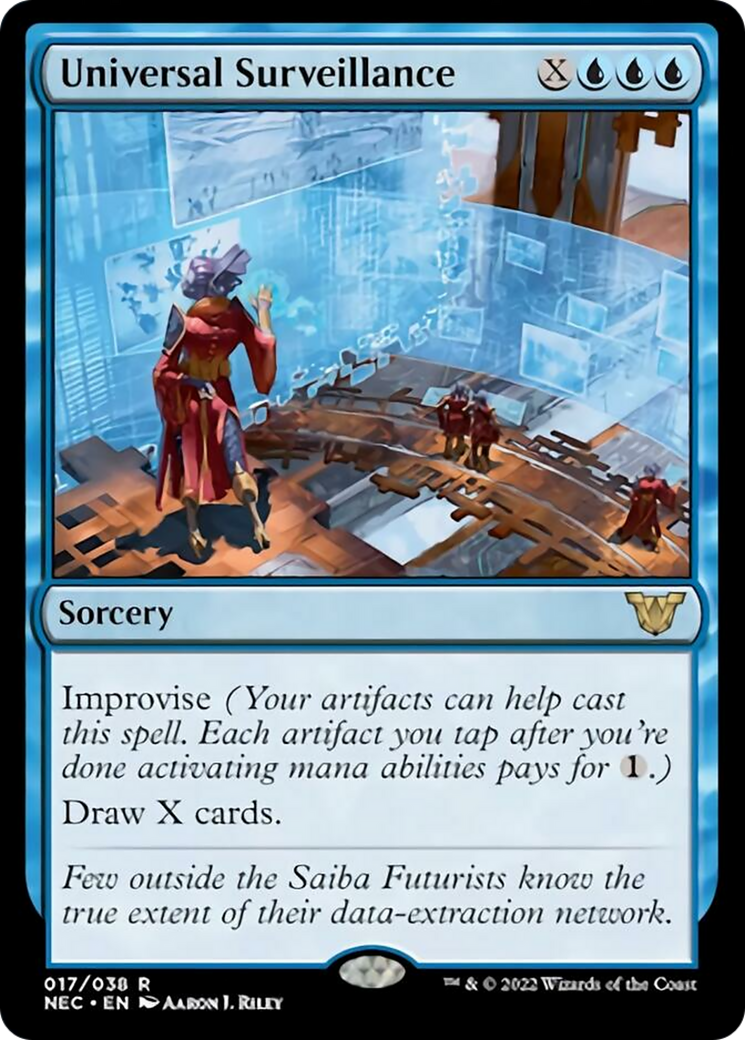 Universal Surveillance X
Sorcery
Improvise (Your artifacts can help cast
this spell. Each artifact you tap after you're
done activating mana abilities pays for 1.)
Draw X cards.
Few outside the Saiba Futurists know the
true extent of their data-extraction network.
017/038 R
NEC • EN AARON J. RILEY
™ & © 2022 Wizards of the Coast